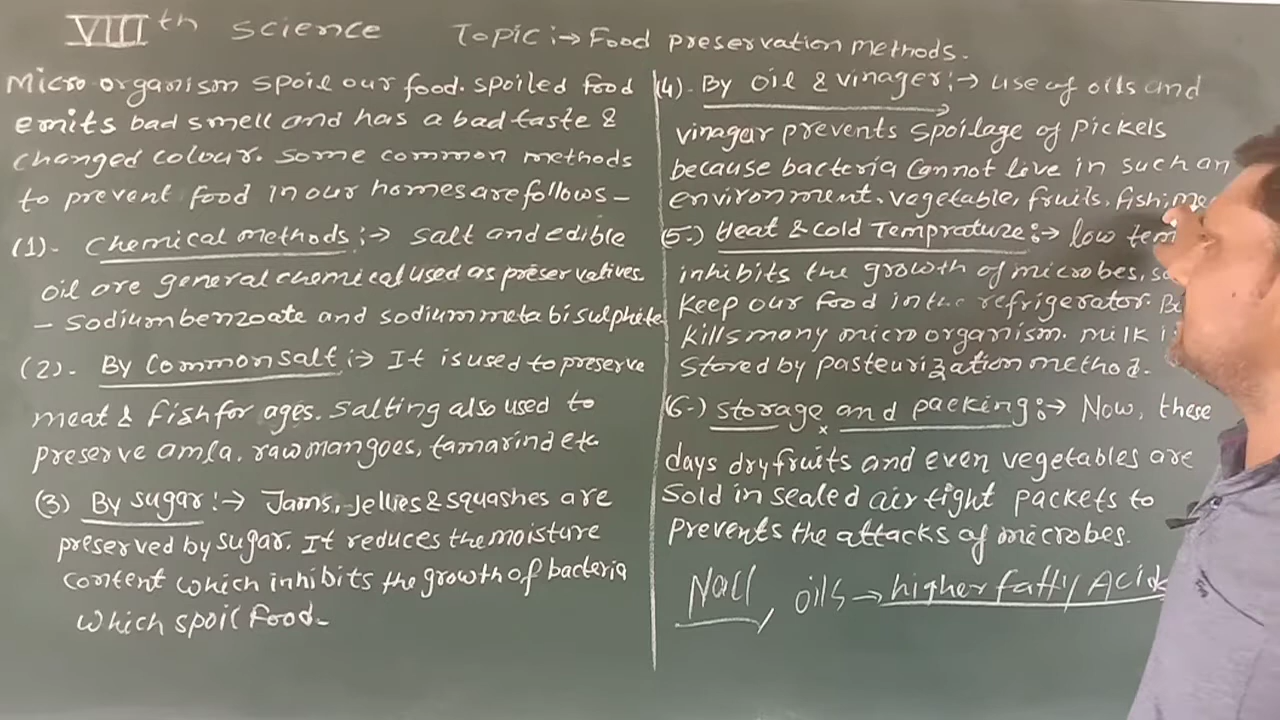 VIIIth Science Topic:→ Food preservation methods.
Micro organism spoil our food. spoiled food
emits bad smell and has a bad taste &
changed colour. Some common methods
to prevent food in our homes are follows –
(1)- Chemical methods :→ Salt and edible
oil are general chemical used as preservatives.
– Sodium benzoate and sodium meta bisulphite
(2)- By Common salt :→ It is used to preserve
meat & fish for ages. Salting also used to
preserve amla, raw mangoes, tamarind etc.
(3) By sugar :→ Jams, Jellies & squashes are
preserved by sugar. It reduces the moisture
content which inhibits the growth of bacteria
which spoil food.
(4)- By oil & vinager :→ use of oils and
vinagar prevents spoilage of pickels
because bacteria cannot live in such an
environment. vegetable, fruits, fish,
5-) Heat & cold Temprature :→ low
inhibits the growth of microbes,
keep our food in the refrigerator.
kills many micro organism. milk
stored by pasteurization method.
6-) storage and packing :→ Now, these
x
days dry fruits and even vegetables are
sold in sealed air tight packets to
prevents the attacks of microbes.
Nacl, oils → higher fatty Acid